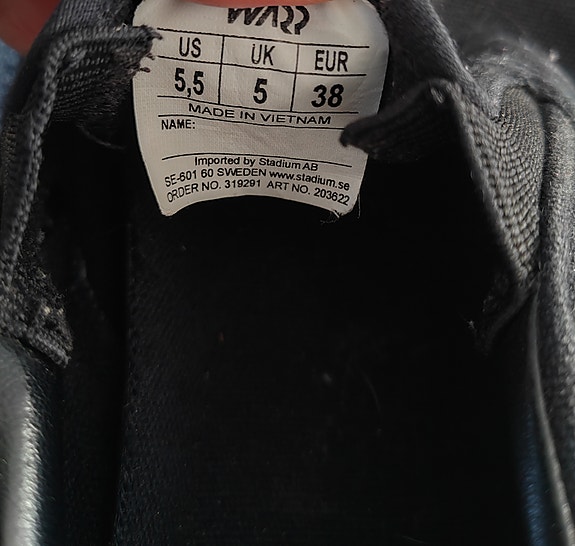 WARP
US UK EUR
5,5 5 38
MADE IN VIETNAM
NAME:
Imported by Stadium AB
SE-601 60 SWEDEN www.stadium.se
ORDER NO. 319291 ART NO. 203622